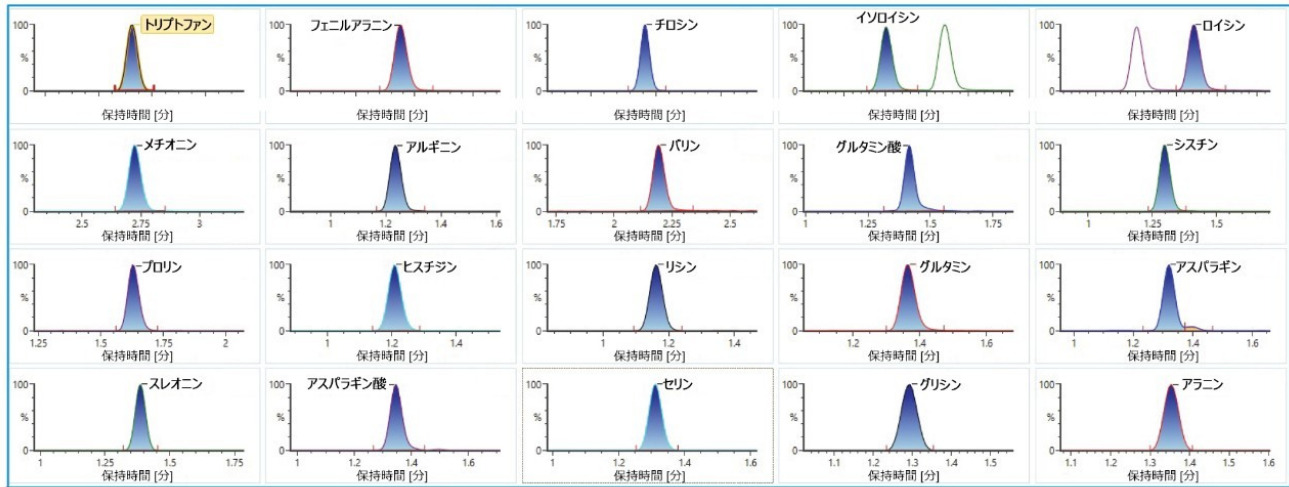 トリプトファン
100
%
0
保持時間 [分]
フェニルアラニン
100
%
0
保持時間 [分]
チロシン
100
%
0
保持時間 [分]
イソロイシン
100
%
0
保持時間 [分]
ロイシン
100
%
0
保持時間 [分]
メチオニン
100
%
0
2.5 2.75 3
保持時間 [分]
アルギニン
100
%
0
1 1.2 1.4 1.6
保持時間 [分]
バリン
100
%
0
1.75 2 2.25 2.5
保持時間 [分]
グルタミン酸
100
%
0
1 1.25 1.5 1.75
保持時間 [分]
シスチン
100
%
0
1 1.25 1.5
保持時間 [分]
プロリン
100
%
0
1.25 1.5 1.75 2
保持時間 [分]
ヒスチジン
100
%
0
1 1.2 1.4
保持時間 [分]
リシン
100
%
0
1 1.2 1.4
保持時間 [分]
グルタミン
100
%
0
1.2 1.4 1.6
保持時間 [分]
アスパラギン
100
%
0
1 1.2 1.4 1.6
保持時間 [分]
スレオニン
100
%
0
1 1.25 1.5 1.75
保持時間 [分]
アスパラギン酸
100
%
0
1 1.2 1.4 1.6
保持時間 [分]
セリン
100
%
0
1 1.2 1.4 1.6
保持時間 [分]
グリシン
100
%
0
1.1 1.2 1.3 1.4 1.5
保持時間 [分]
アラニン
100
%
0
1.1 1.2 1.3 1.4 1.5 1.6
保持時間 [分]